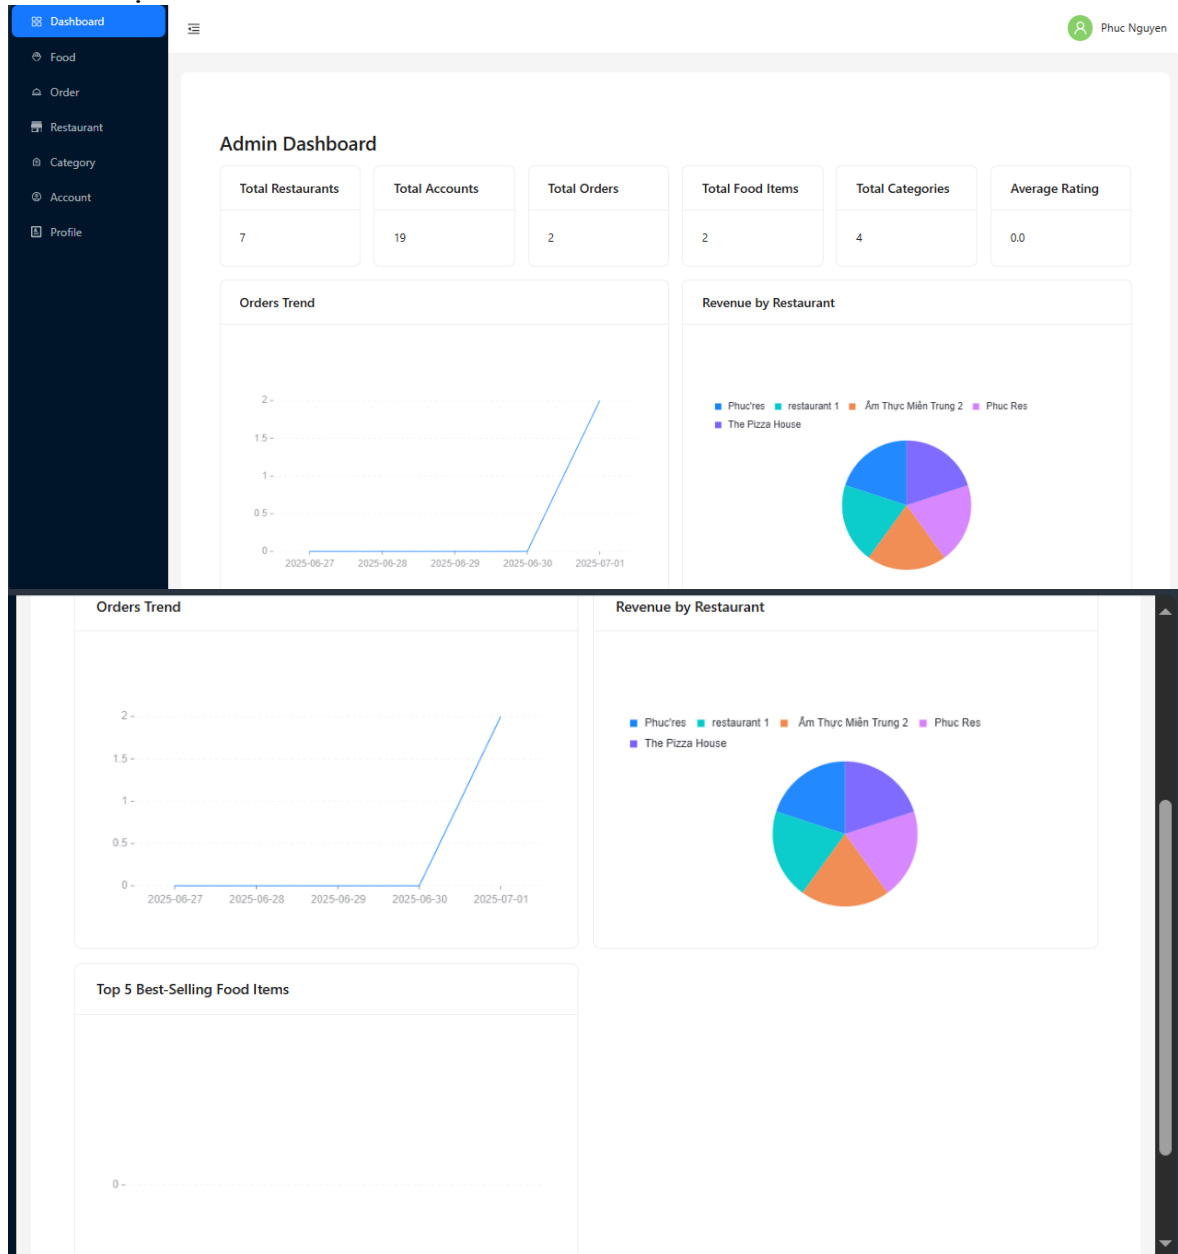 Dashboard
Phuc Nguyen
Food
Order
Restaurant
Category
Account
Profile
Admin Dashboard
Total Restaurants
Total Accounts
Total Orders
Total Food Items
Total Categories
Average Rating
7
19
2
2
4
0.0
Orders Trend
Revenue by Restaurant
2
1.5
1
0.5
0
2025-06-27 2025-06-28 2025-06-29 2025-06-30 2025-07-01
Phuc'res restaurant 1 Ẩm Thực Miền Trung 2 Phuc Res
The Pizza House
Orders Trend
Revenue by Restaurant
2
1.5
1
0.5
0
2025-06-27 2025-06-28 2025-06-29 2025-06-30 2025-07-01
Phuc'res restaurant 1 Ẩm Thực Miền Trung 2 Phuc Res
The Pizza House
Top 5 Best-Selling Food Items
0